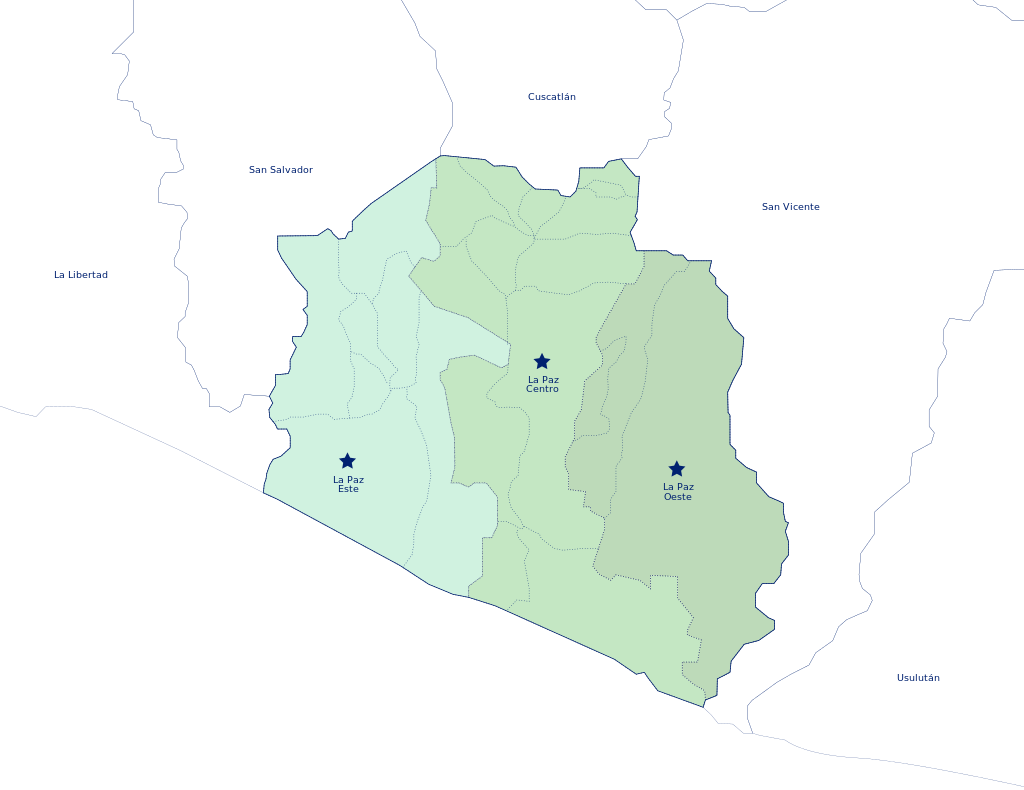 Cuscatlán
San Salvador
San Vicente
La Libertad
La Paz
Centro
La Paz
Este
La Paz
Oeste
Usulután